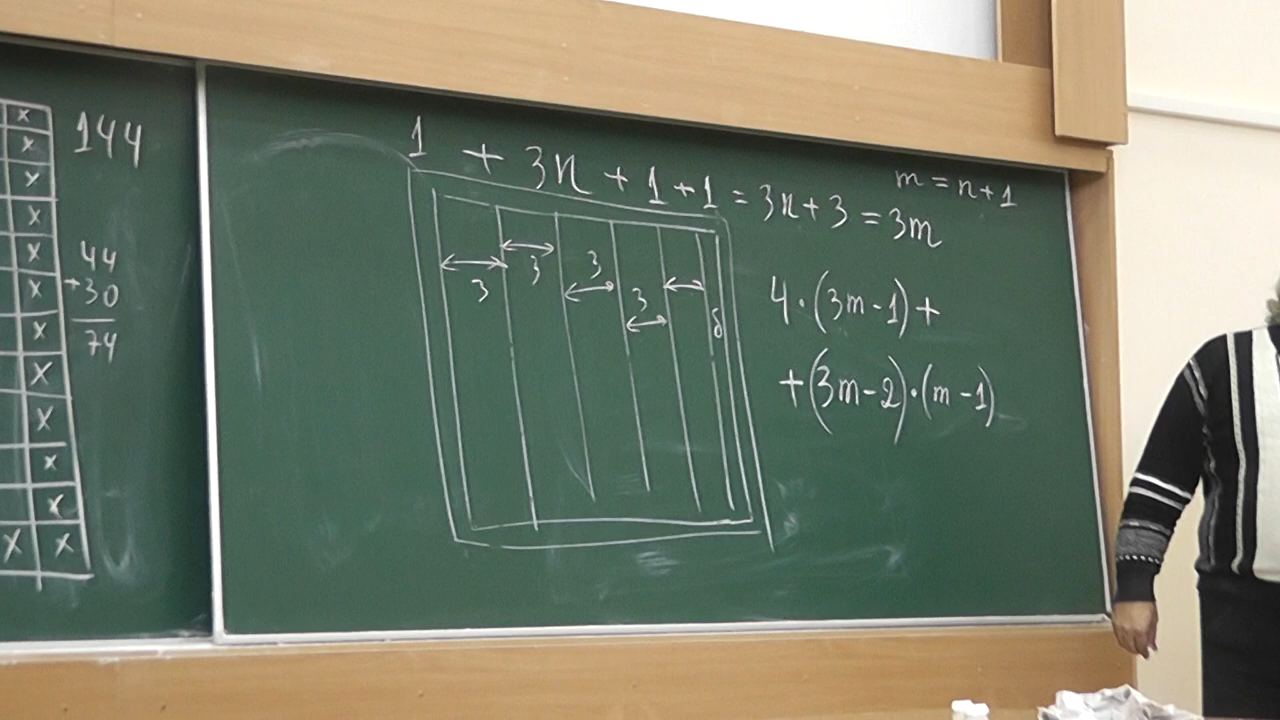 x
x
x
x
x
x
x
x
x
x
x
x x
144
44
+30
74
1 + 3n + 1 + 1 = 3n + 3 = 3m
m = n + 1
3
3
3
3
δ
4 · (3m - 1) +
+ (3m - 2) · (m - 1)